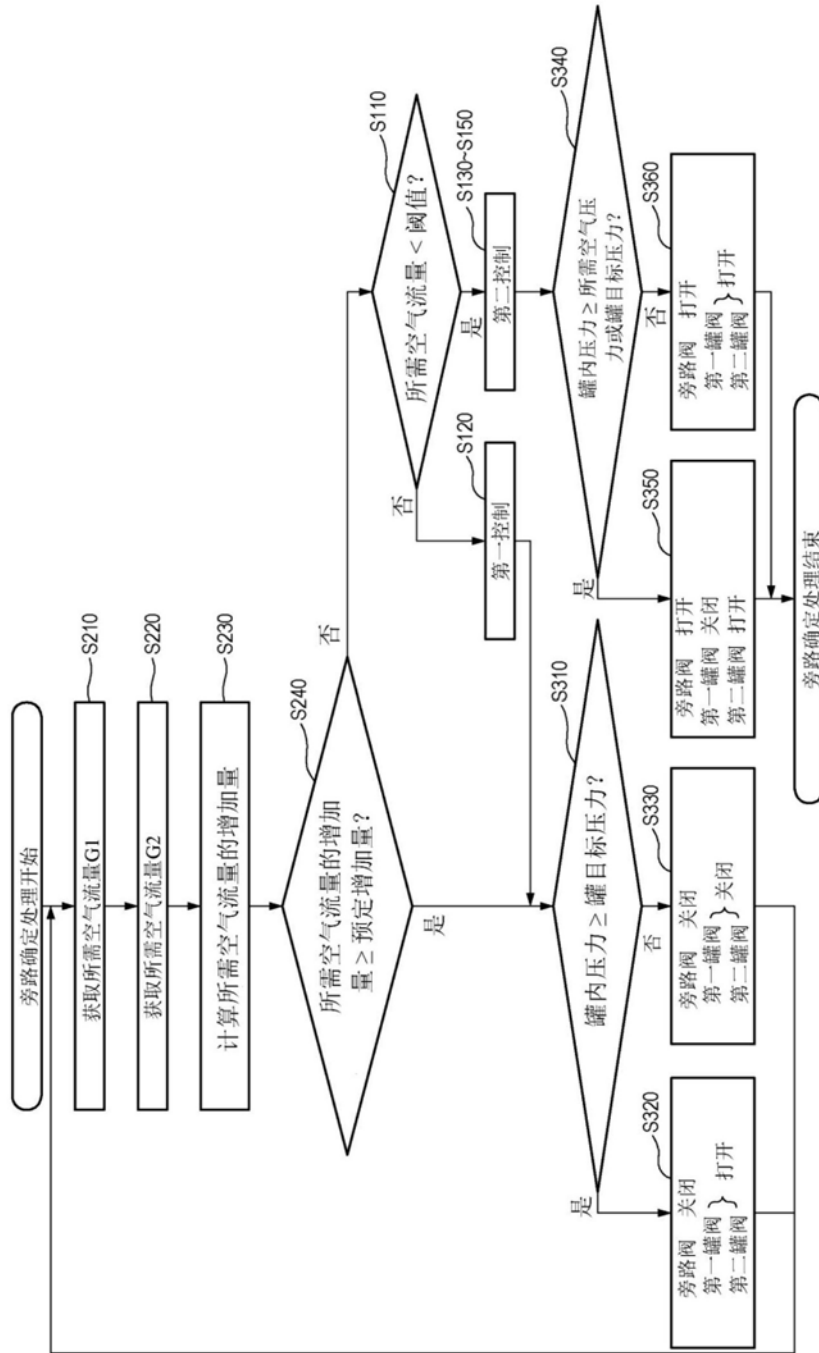 旁路确定处理开始
S210
获取所需空气流量G1
S220
获取所需空气流量G2
S230
计算所需空气流量的增加量
S240
所需空气流量的增加
量 ≥ 预定增加量?
否
是
S110
所需空气流量 < 阈值?
否
是
S120
第一控制
S130~S150
第二控制
S310
罐内压力 ≥ 罐目标压力?
是
否
S340
罐内压力 ≥ 所需空气压
力或罐目标压力?
是
否
S320
旁路阀 关闭
第一罐阀
第二罐阀 } 打开
S330
旁路阀 关闭
第一罐阀
第二罐阀 } 关闭
S350
旁路阀 打开
第一罐阀 关闭
第二罐阀 打开
S360
旁路阀 打开
第一罐阀
第二罐阀 } 打开
旁路确定处理结束